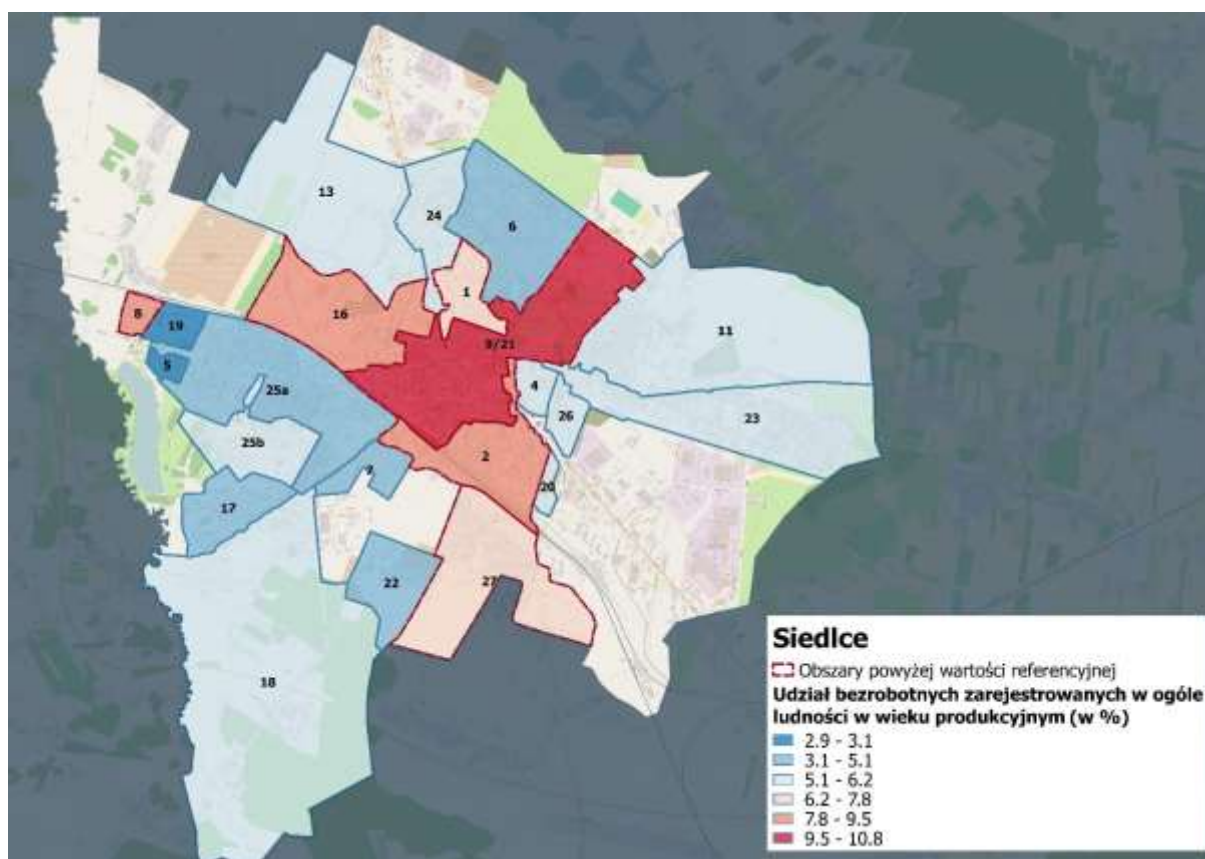 13
24
6
1
8
19
16
9/21
11
5
4
25a
26
23
25b
2
7
20
17
22
27
18
Siedlce
Obszary powyżej wartości referencyjnej
Udział bezrobotnych zarejestrowanych w ogóle
ludności w wieku produkcyjnym (w %)
2.9 - 3.1
3.1 - 5.1
5.1 - 6.2
6.2 - 7.8
7.8 - 9.5
9.5 - 10.8